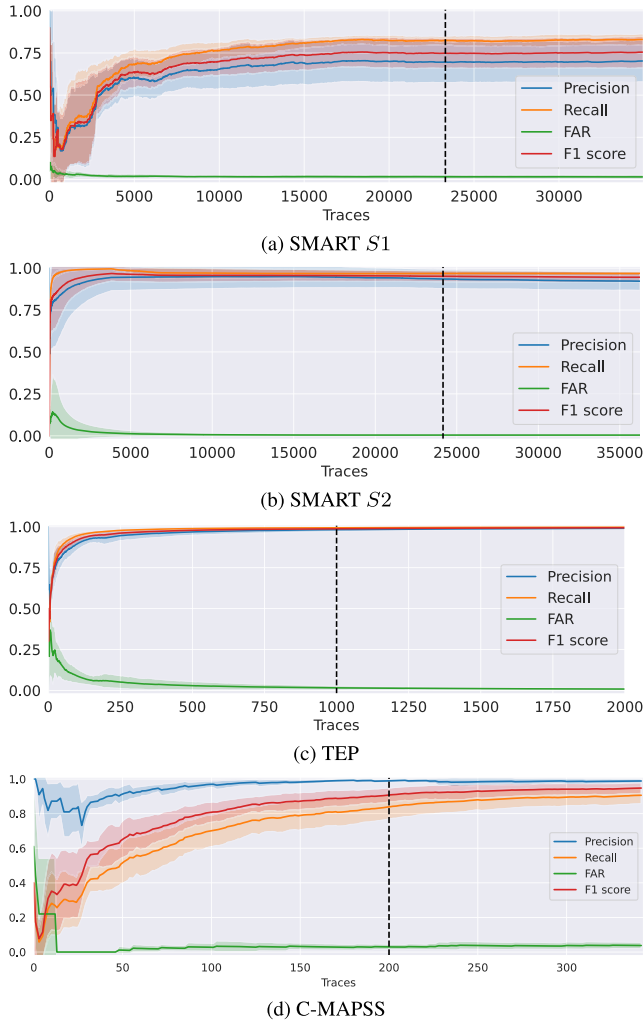 1.00
0.75
0.50
0.25
0.00
Precision
Recall
FAR
F1 score
0 5000 10000 15000 20000 25000 30000
Traces
(a) SMART S1
1.00
0.75
0.50
0.25
0.00
Precision
Recall
FAR
F1 score
0 5000 10000 15000 20000 25000 30000 35000
Traces
(b) SMART S2
1.00
0.75
0.50
0.25
0.00
Precision
Recall
FAR
F1 score
0 250 500 750 1000 1250 1500 1750 2000
Traces
(c) TEP
1.0
0.8
0.6
0.4
0.2
0.0
Precision
Recall
FAR
F1 score
0 50 100 150 200 250 300
Traces
(d) C-MAPSS